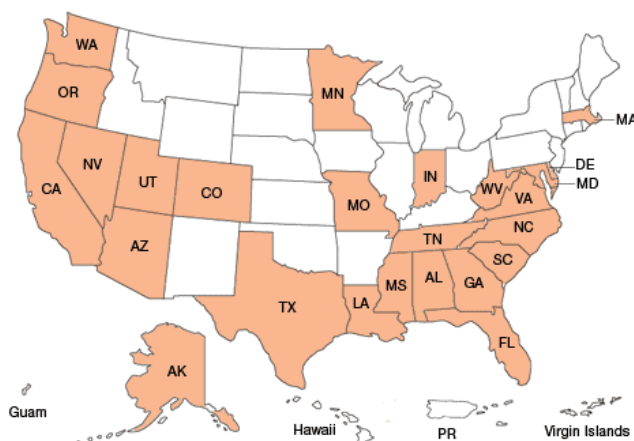 WA
OR
MN
MA
NV
UT
CO
CA
IN
DE
MD
WV
VA
MO
AZ
TN
NC
SC
MS
AL
GA
TX
LA
FL
AK
Guam
Hawaii
PR
Virgin Islands